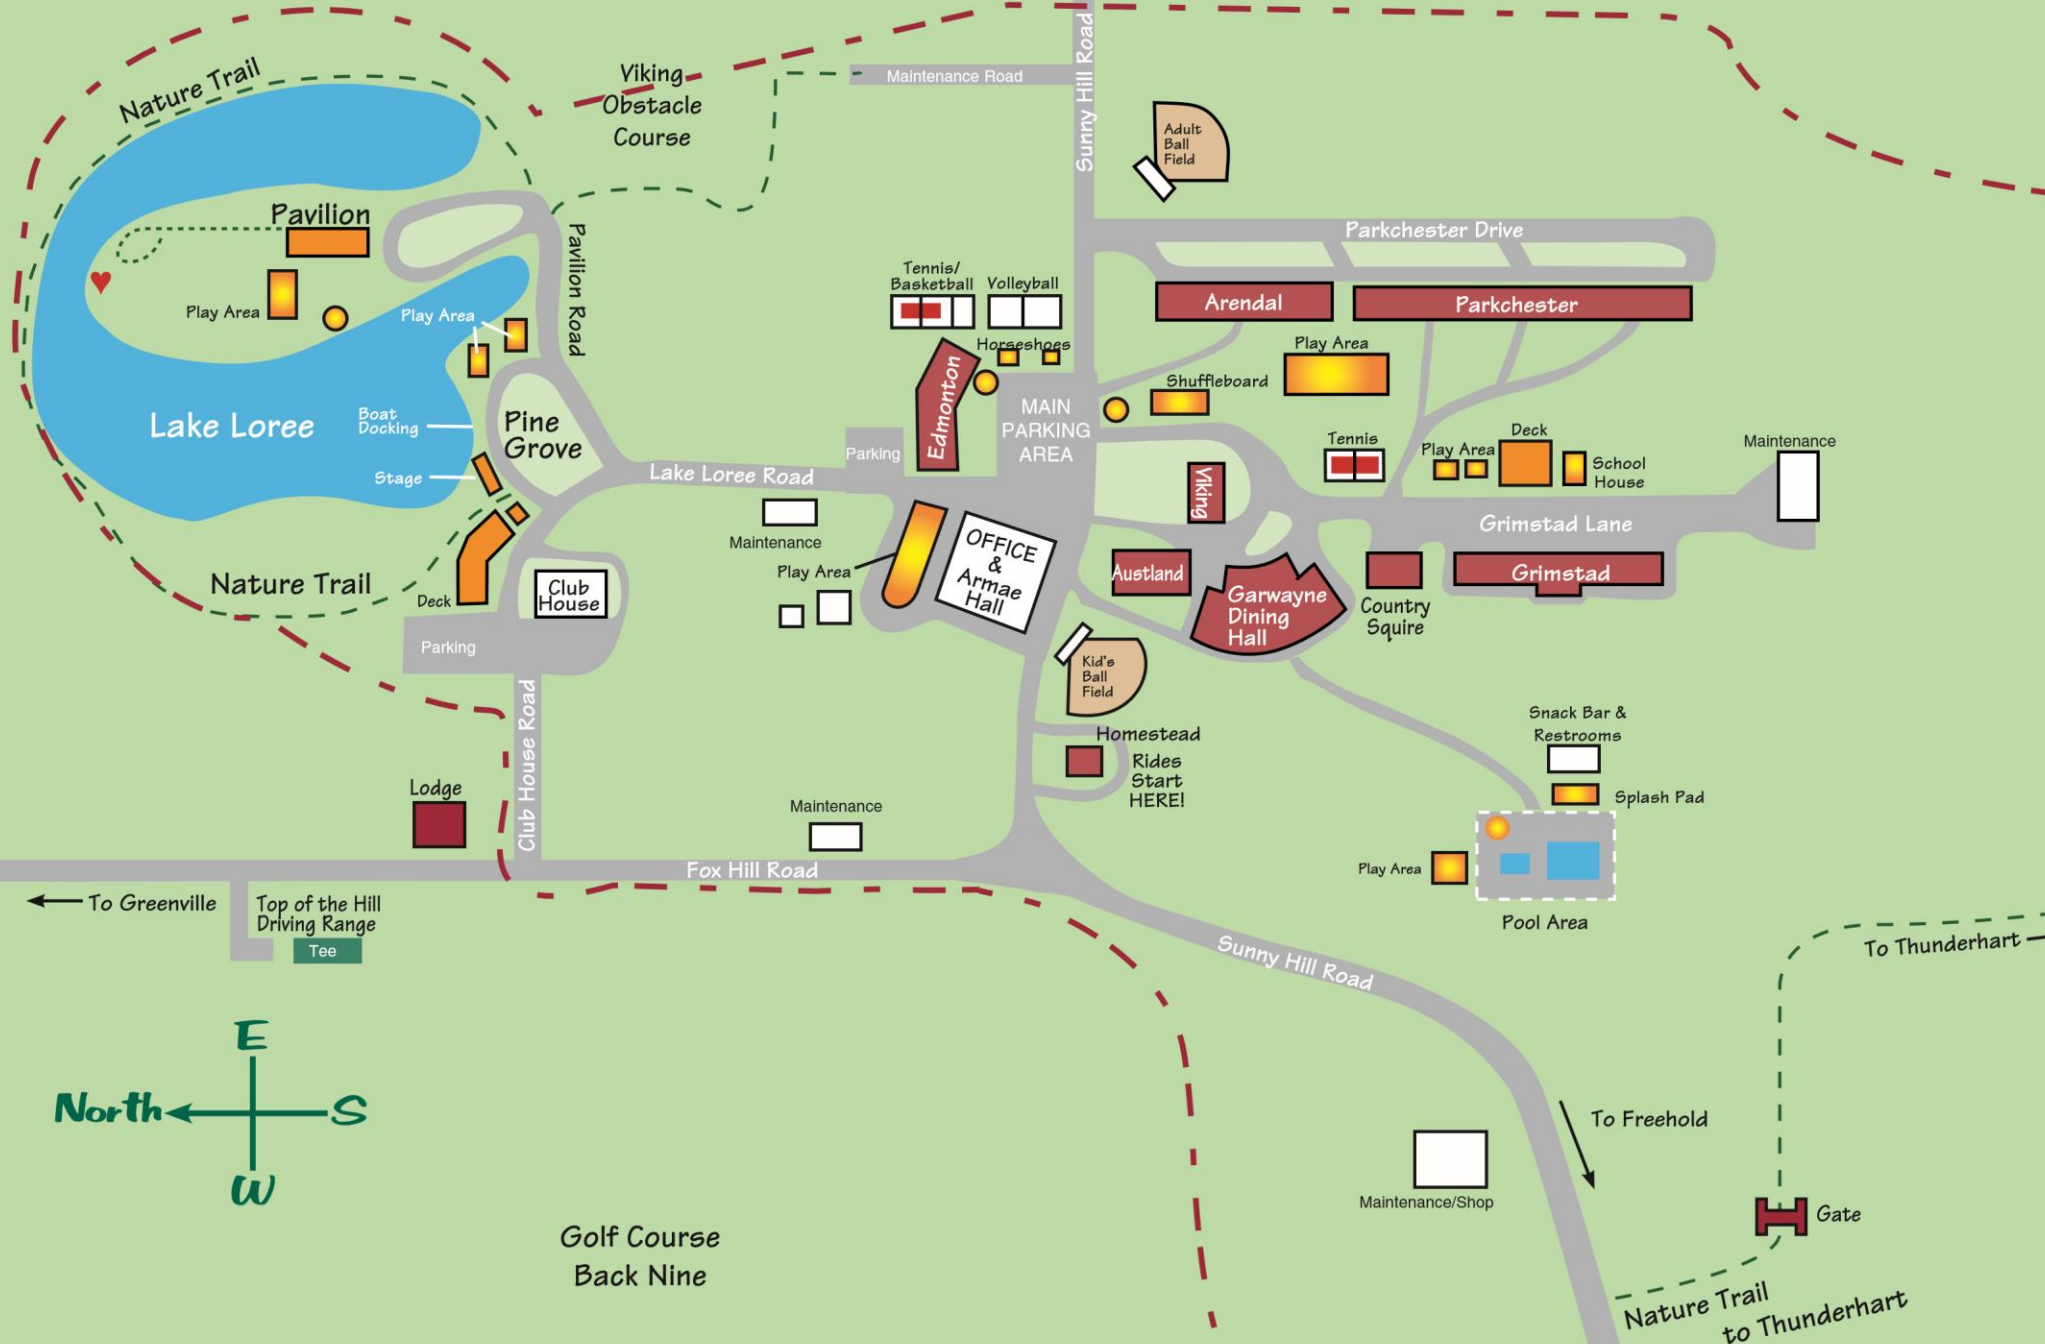 Nature Trail
Viking
Obstacle
Course
Maintenance Road
Sunny Hill Road
Adult
Ball
Field
Pavilion
Play Area
Play Area
Pavilion Road
Parkchester Drive
Tennis/
Basketball
Volleyball
Horseshoes
Arendal
Parkchester
Play Area
Shuffleboard
Edmonton
MAIN
PARKING
AREA
Lake Loree
Boat
Docking
Pine
Grove
Stage
Parking
Lake Loree Road
Viking
Tennis
Play Area
Deck
School
House
Maintenance
Grimstad Lane
Maintenance
Play Area
OFFICE
&
Armae
Hall
Austland
Garwayne
Dining
Hall
Country
Squire
Grimstad
Nature Trail
Deck
Club
House
Parking
Kid's
Ball
Field
Homestead
Rides
Start
HERE!
Club House Road
Lodge
Maintenance
Snack Bar &
Restrooms
Splash Pad
Play Area
Pool Area
Fox Hill Road
To Greenville
Top of the Hill
Driving Range
Tee
Sunny Hill Road
To Thunderhart
E
North
S
W
To Freehold
Maintenance/Shop
Gate
Golf Course
Back Nine
Nature Trail
to Thunderhart